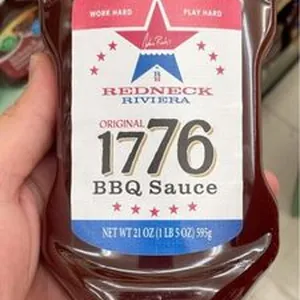 WORK HARD PLAY HARD
REDNECK
RIVIERA
ORIGINAL
1776
BBQ Sauce
NET WT 21 OZ (1 LB 5 OZ) 595g